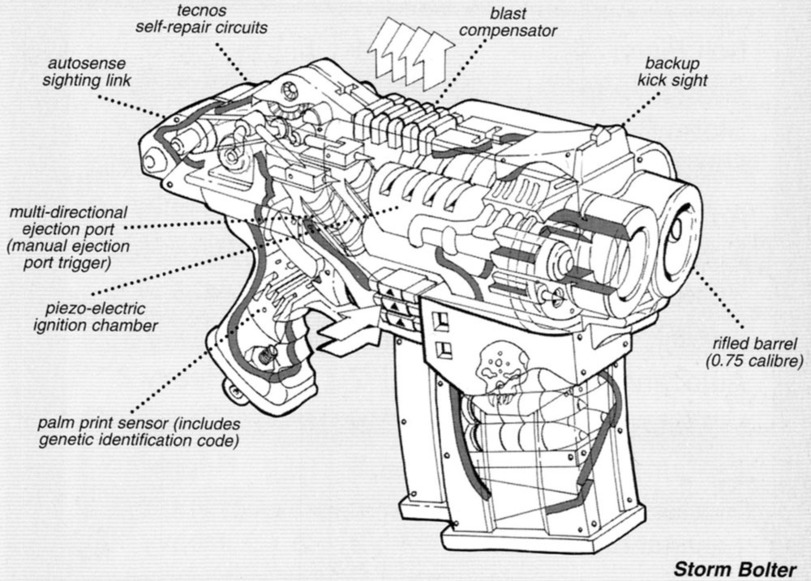 tecnos
self-repair circuits
blast
compensator
autosense
sighting link
backup
kick sight
multi-directional
ejection port
(manual ejection
port trigger)
piezo-electric
ignition chamber
rifled barrel
(0.75 calibre)
palm print sensor (includes
genetic identification code)
Storm Bolter